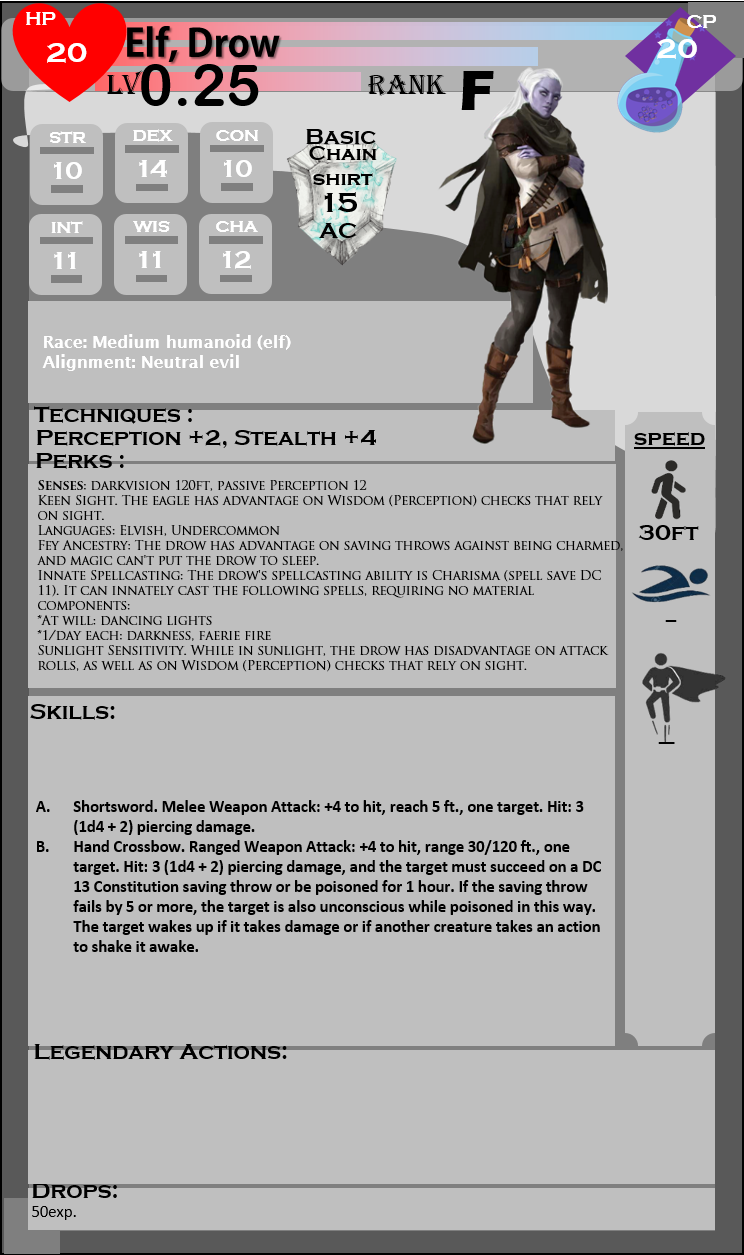 HP
20
Elf, Drow
CP
20
LV 0.25
RANK F
STR
10
DEX
14
CON
10
INT
11
WIS
11
CHA
12
Basic
Chain
shirt
15
AC
Race: Medium humanoid (elf)
Alignment: Neutral evil
Techniques :
Perception +2, Stealth +4
Perks :
Senses: darkvision 120ft, passive Perception 12
Keen Sight. The eagle has advantage on Wisdom (Perception) checks that rely
on sight.
Languages: Elvish, Undercommon
Fey Ancestry: The drow has advantage on saving throws against being charmed,
and magic can't put the drow to sleep.
Innate Spellcasting: The drow's spellcasting ability is Charisma (spell save DC
11). It can innately cast the following spells, requiring no material
components:
*At will: dancing lights
*1/day each: darkness, faerie fire
Sunlight Sensitivity. While in sunlight, the drow has disadvantage on attack
rolls, as well as on Wisdom (Perception) checks that rely on sight.
SPEED
30FT
–
–
Skills:
A. Shortsword. Melee Weapon Attack: +4 to hit, reach 5 ft., one target. Hit: 3
(1d4 + 2) piercing damage.
B. Hand Crossbow. Ranged Weapon Attack: +4 to hit, range 30/120 ft., one
target. Hit: 3 (1d4 + 2) piercing damage, and the target must succeed on a DC
13 Constitution saving throw or be poisoned for 1 hour. If the saving throw
fails by 5 or more, the target is also unconscious while poisoned in this way.
The target wakes up if it takes damage or if another creature takes an action
to shake it awake.
Legendary Actions:
Drops:
50exp.